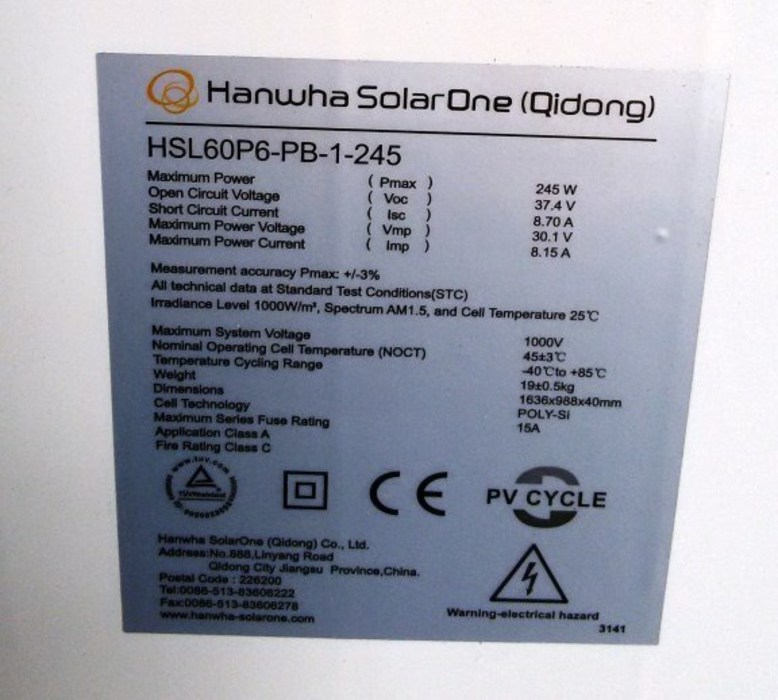 Hanwha SolarOne (Qidong)
HSL60P6-PB-1-245
Maximum Power ( Pmax ) 245 W
Open Circuit Voltage ( Voc ) 37.4 V
Short Circuit Current ( Isc ) 8.70 A
Maximum Power Voltage ( Vmp ) 30.1 V
Maximum Power Current ( Imp ) 8.15 A
Measurement accuracy Pmax: +/-3%
All technical data at Standard Test Conditions(STC)
Irradiance Level 1000W/m², Spectrum AM1.5, and Cell Temperature 25℃
Maximum System Voltage 1000V
Nominal Operating Cell Temperature (NOCT) 45±3℃
Temperature Cycling Range -40℃to +85℃
Weight 19±0.5kg
Dimensions 1636x988x40mm
Cell Technology POLY-Si
Maximum Series Fuse Rating 15A
Application Class A
Fire Rating Class C
www.tuv.com
TÜVRheinland
CE
PV CYCLE
Hanwha SolarOne (Qidong) Co., Ltd.
Address:No.888,Linyang Road
Qidong City Jiangsu Province,China.
Postal Code : 226200
Tel:0086-513-83606222
Fax:0086-513-83606278
www.hanwha-solarone.com
Warning-electrical hazard
3141